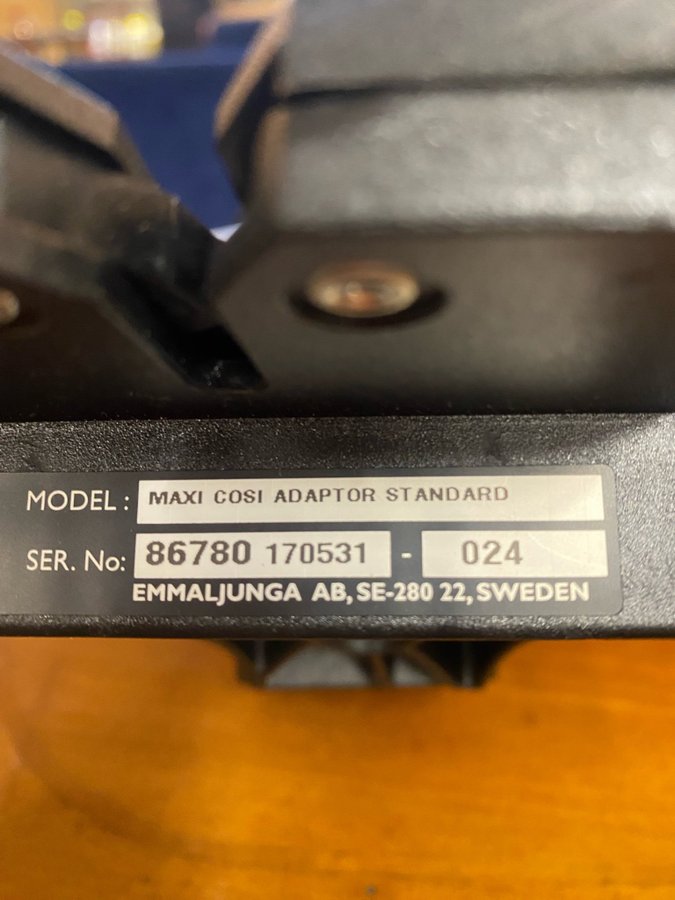 MODEL: MAXI COSI ADAPTOR STANDARD
SER. No: 86780 170531 - 024
EMMALJUNGA AB, SE-280 22, SWEDEN